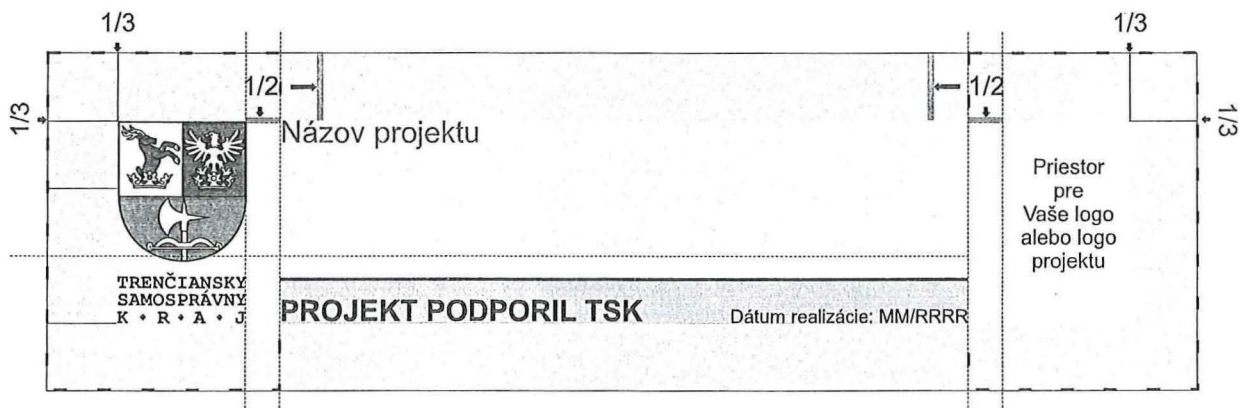 1/3
1/3
1/2
1/2
1/3
1/3
Názov projektu
Priestor
pre
Vaše logo
alebo logo
projektu
TRENČIANSKY
SAMOSPRÁVNY
K • R • A • J
PROJEKT PODPORIL TSK
Dátum realizácie: MM/RRRR